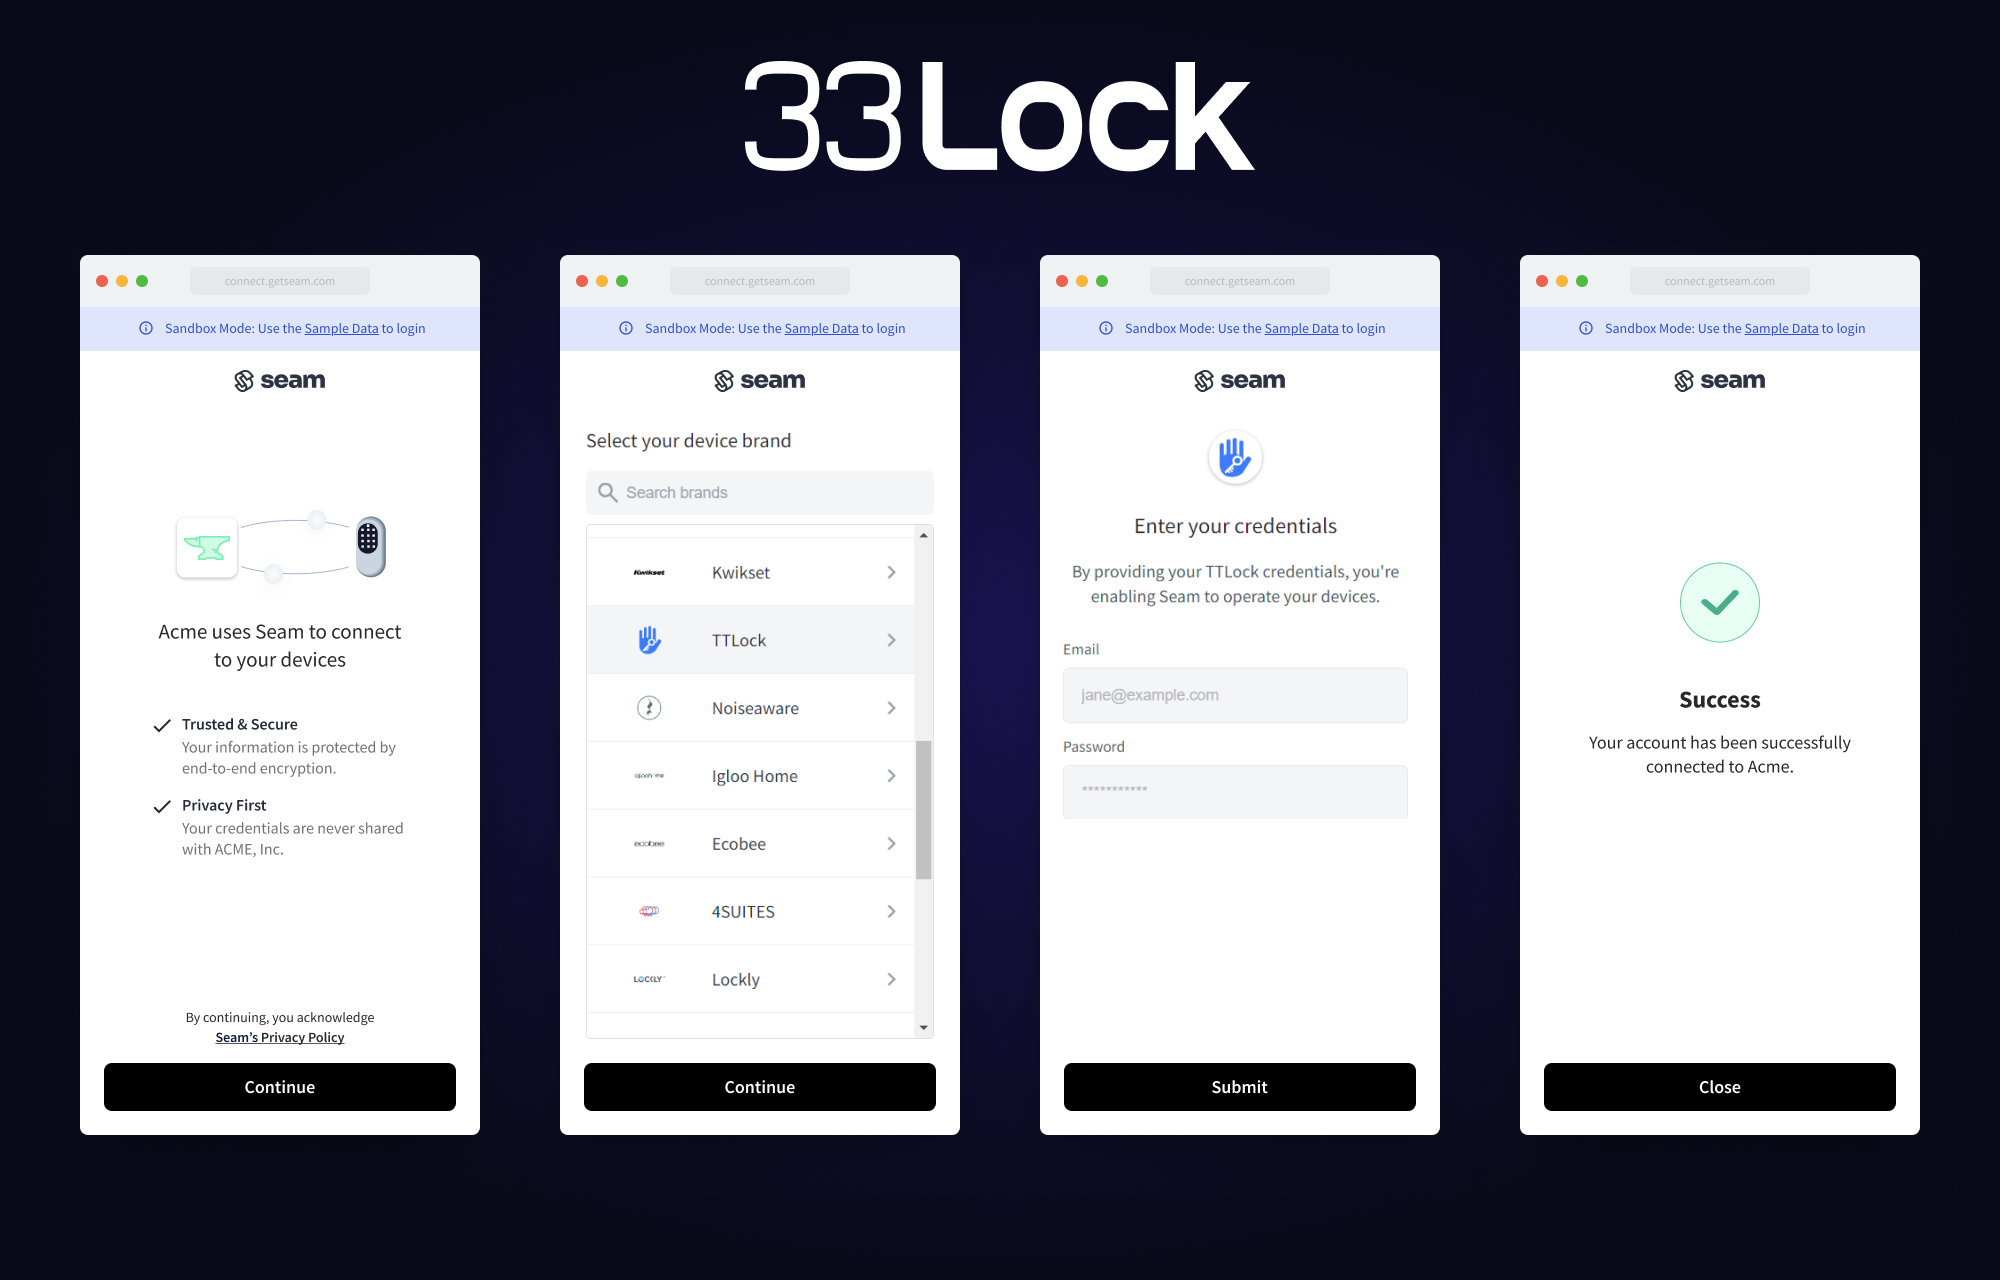 33Lock
connect.getseam.com
Sandbox Mode: Use the Sample Data to login
seam
Acme uses Seam to connect
to your devices
Trusted & Secure
Your information is protected by
end-to-end encryption.
Privacy First
Your credentials are never shared
with ACME, Inc.
By continuing, you acknowledge
Seam's Privacy Policy
Continue
connect.getseam.com
Sandbox Mode: Use the Sample Data to login
seam
Select your device brand
Search brands
Kwikset Kwikset
TTLock
Noiseaware
igloohome Igloo Home
ecobee Ecobee
4SUITES
LOCKLY Lockly
Continue
connect.getseam.com
Sandbox Mode: Use the Sample Data to login
seam
Enter your credentials
By providing your TTLock credentials, you're
enabling Seam to operate your devices.
Email
jane@example.com
Password
***********
Submit
connect.getseam.com
Sandbox Mode: Use the Sample Data to login
seam
Success
Your account has been successfully
connected to Acme.
Close